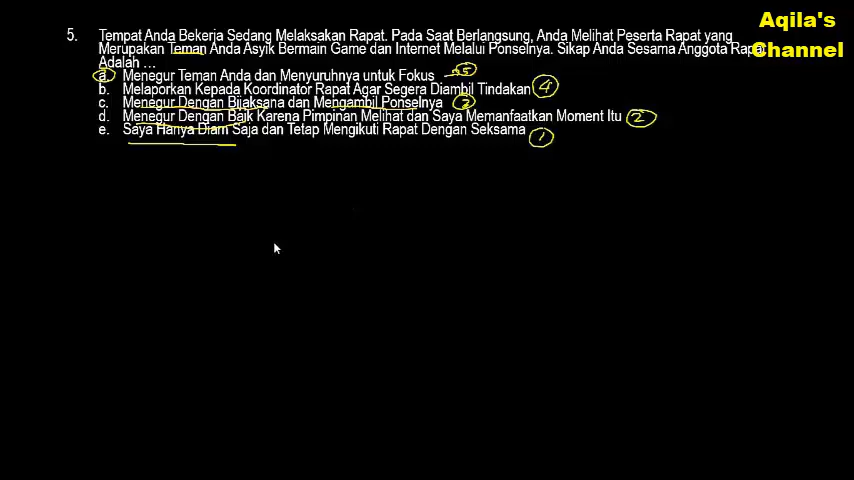 Aqila's
Channel
5. Tempat Anda Bekerja Sedang Melaksakan Rapat. Pada Saat Berlangsung, Anda Melihat Peserta Rapat yang
Merupakan Teman Anda Asyik Bermain Game dan Internet Melalui Ponselnya. Sikap Anda Sesama Anggota Rapat
Adalah ...
a. Menegur Teman Anda dan Menyuruhnya untuk Fokus 5
b. Melaporkan Kepada Koordinator Rapat Agar Segera Diambil Tindakan 4
c. Menegur Dengan Bijaksana dan Mengambil Ponselnya 3
d. Menegur Dengan Baik Karena Pimpinan Melihat dan Saya Memanfaatkan Moment Itu 2
e. Saya Hanya Diam Saja dan Tetap Mengikuti Rapat Dengan Seksama 1